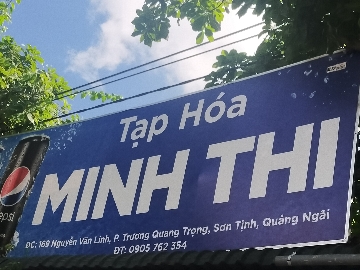 Tạp Hóa
MINH THI
ĐC: 169 Nguyễn Văn Linh, P. Trương Quang Trọng, Sơn Tịnh, Quảng Ngãi
ĐT: 0905 762 354
PEPSI